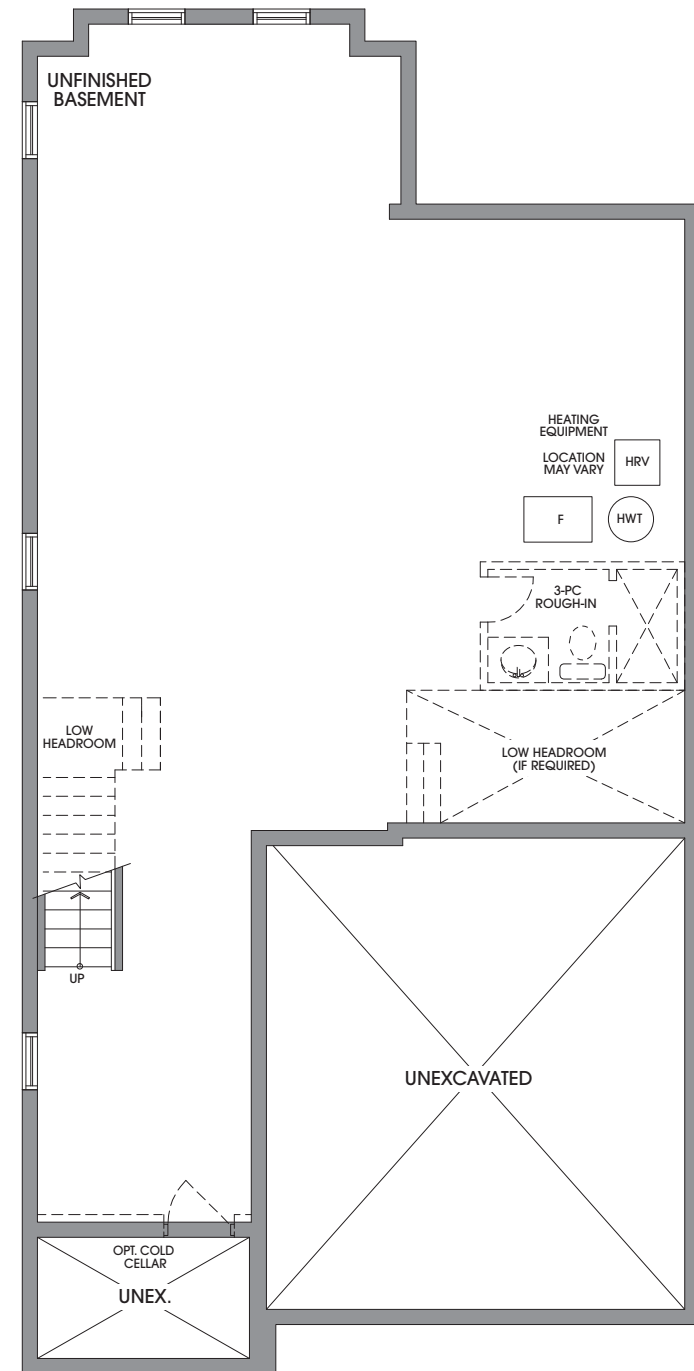 UNFINISHED
BASEMENT
HEATING
EQUIPMENT
LOCATION
MAY VARY
HRV
F
HWT
3-PC
ROUGH-IN
LOW
HEADROOM
LOW HEADROOM
(IF REQUIRED)
UP
UNEXCAVATED
OPT. COLD
CELLAR
UNEX.